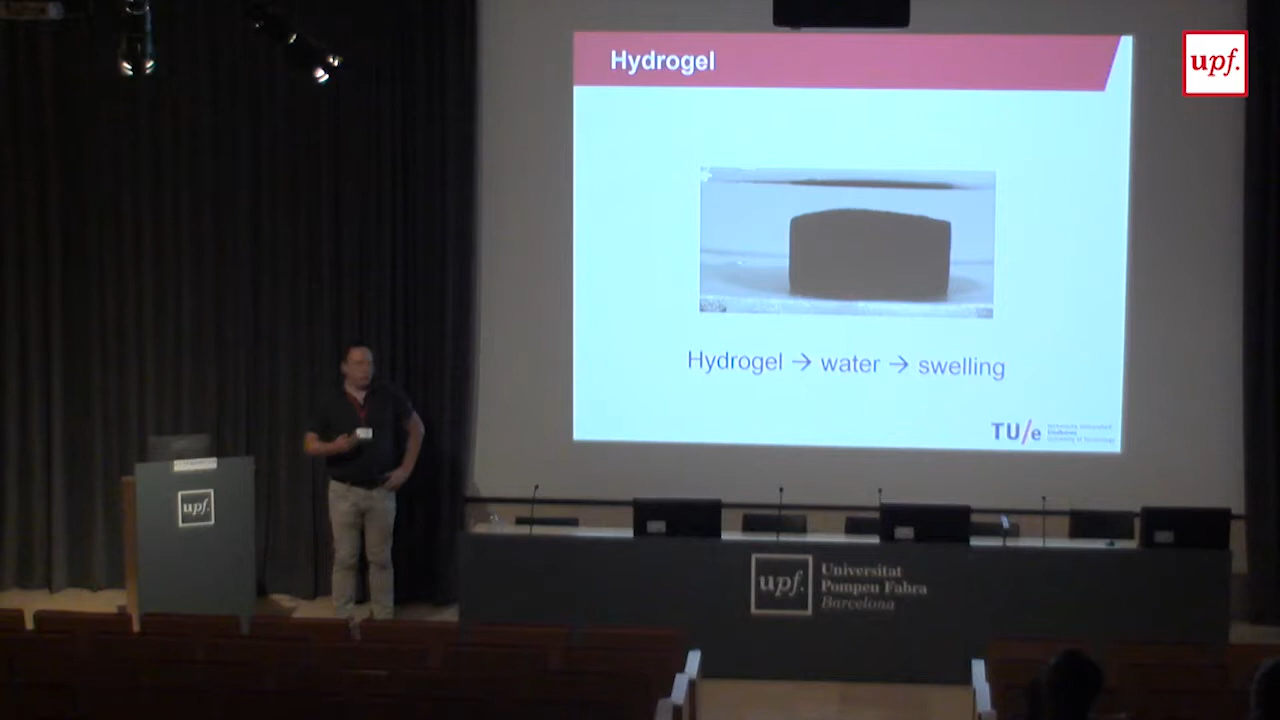 Hydrogel
upf.
Hydrogel → water → swelling
TU/e
upf.
upf.
Universitat
Pompeu Fabra
Barcelona